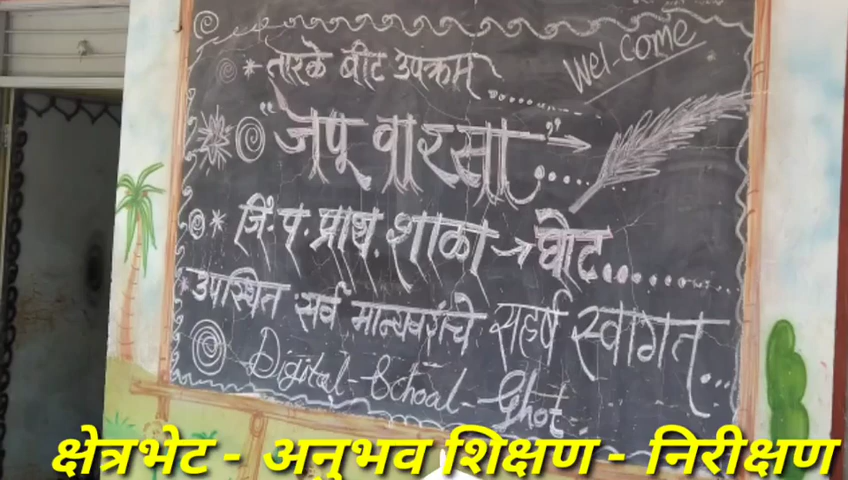 Wel-come
* तारळे बीट उपक्रम
"जपू वारसा"
* जि. प. प्राथ. शाळा → घोट
* उपस्थित सर्व मान्यवरांचे सहर्ष स्वागत...
Digital-School-Ghot
क्षेत्रभेट - अनुभव शिक्षण - निरीक्षण